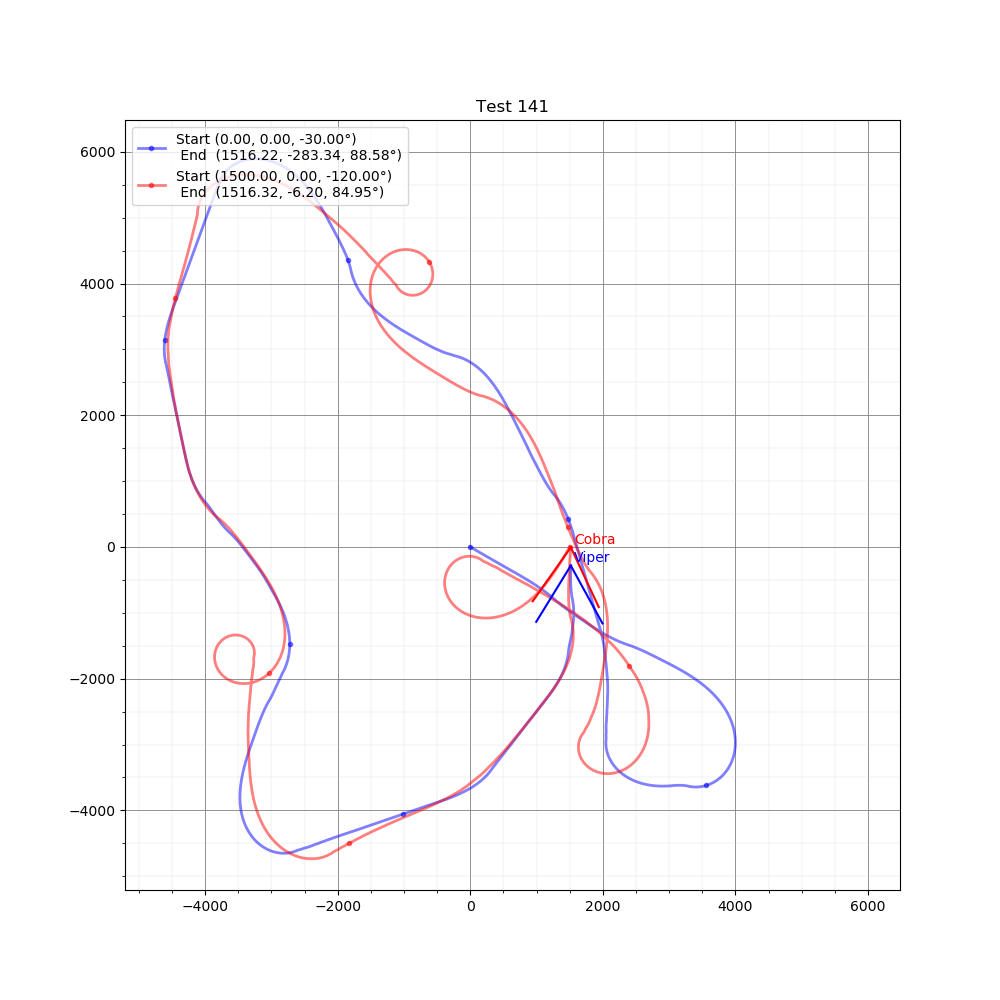 Test 141
Start (0.00, 0.00, -30.00°)
End  (1516.22, -283.34, 88.58°)
Start (1500.00, 0.00, -120.00°)
End  (1516.32, -6.20, 84.95°)
6000
4000
2000
0
−2000
−4000
Cobra
Viper
−4000 −2000 0 2000 4000 6000